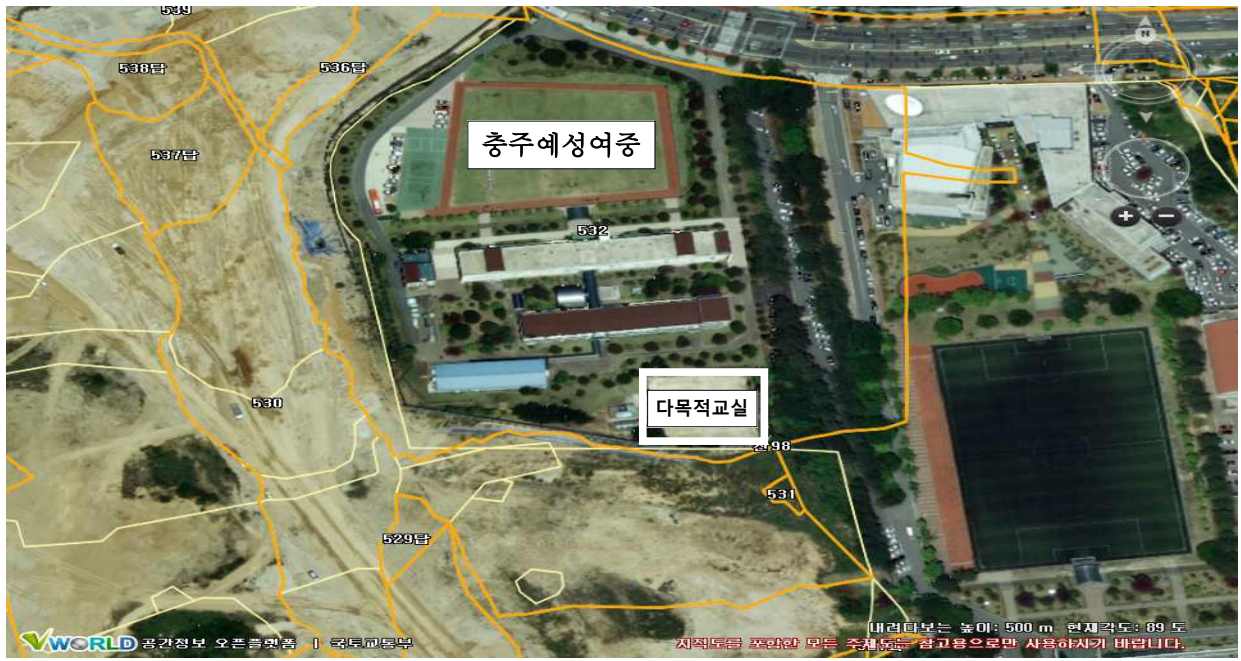 539
538답
536답
N
537답
충주예성여중
532
+ −
530
다목적교실
98
531
529답
내려다보는 높이: 500 m 현재각도: 89 도
VWORLD 공간정보 오픈플랫폼 | 국토교통부
지적도를 포함한 모든 주제도는 참고용으로만 사용하시기 바랍니다.